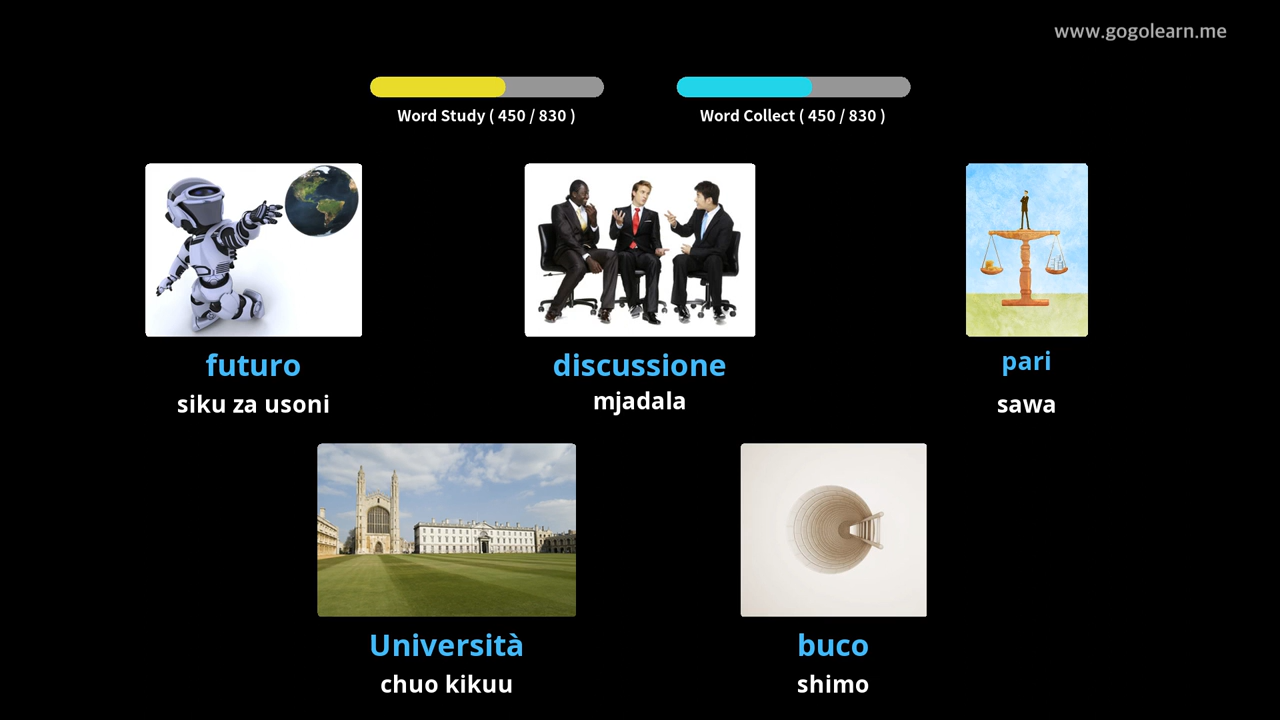 www.gogolearn.me
Word Study ( 450 / 830 )
Word Collect ( 450 / 830 )
futuro
siku za usoni
discussione
mjadala
pari
sawa
Università
chuo kikuu
buco
shimo